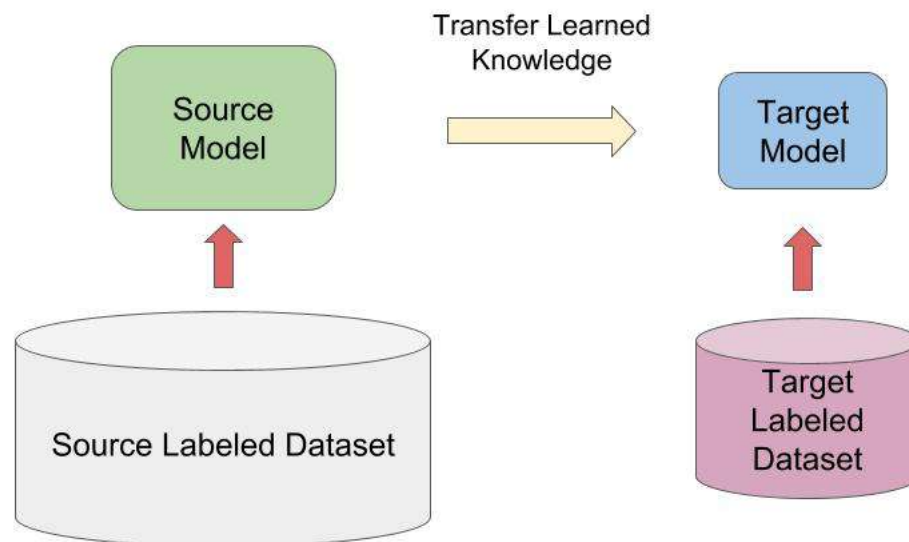 Transfer Learned
Knowledge
Source
Model
Target
Model
Source Labeled Dataset
Target
Labeled
Dataset